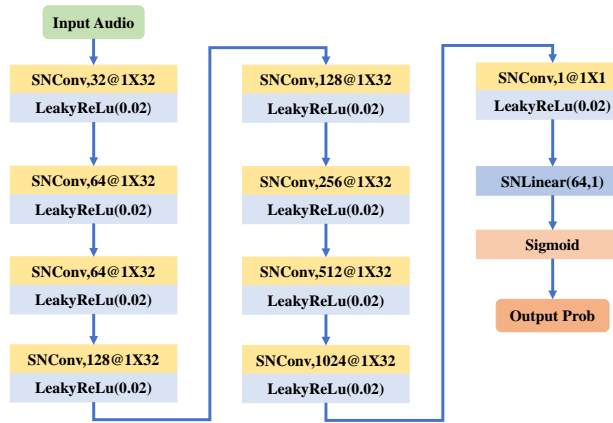 Input Audio
SNConv,32@1X32
LeakyReLu(0.02)
SNConv,64@1X32
LeakyReLu(0.02)
SNConv,64@1X32
LeakyReLu(0.02)
SNConv,128@1X32
LeakyReLu(0.02)
SNConv,128@1X32
LeakyReLu(0.02)
SNConv,256@1X32
LeakyReLu(0.02)
SNConv,512@1X32
LeakyReLu(0.02)
SNConv,1024@1X32
LeakyReLu(0.02)
SNConv,1@1X1
LeakyReLu(0.02)
SNLinear(64,1)
Sigmoid
Output Prob